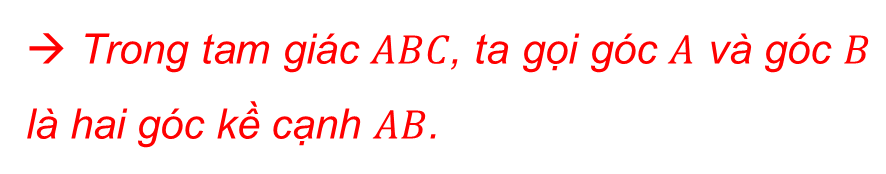 → Trong tam giác ABC, ta gọi góc A và góc B
là hai góc kề cạnh AB.